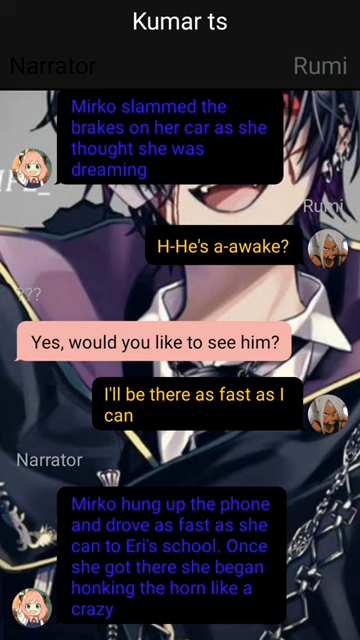 Kumar ts
Narrator
Rumi
Mirko slammed the
brakes on her car as she
thought she was
dreaming
Rumi
H-He's a-awake?
???
Yes, would you like to see him?
I'll be there as fast as I
can
Narrator
Mirko hung up the phone
and drove as fast as she
can to Eri's school. Once
she got there she began
honking the horn like a
crazy